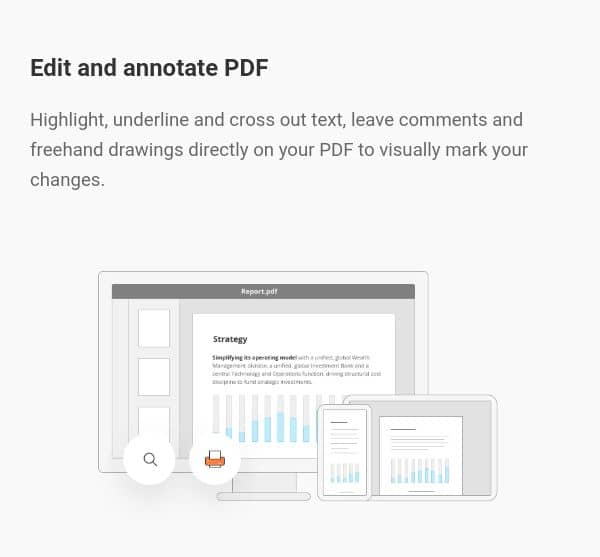 Edit and annotate PDF
Highlight, underline and cross out text, leave comments and
freehand drawings directly on your PDF to visually mark your
changes.
Report.pdf
Strategy
Simplifying its operating model with a unified, global Wealth
Management division, a unified, global Investment Bank and a
central Technology and Operations function, driving structural cost
discipline to fund strategic investments.